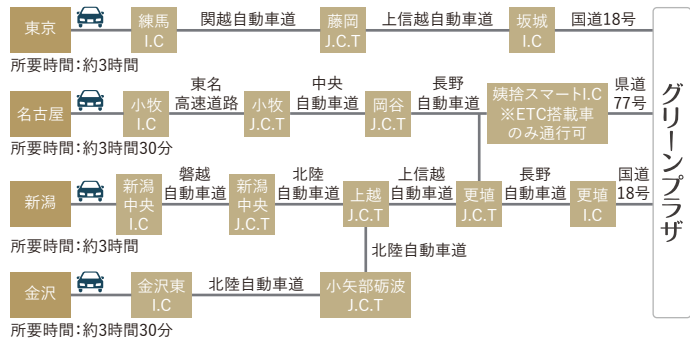 東京
練馬
I.C
関越自動車道
藤岡
J.C.T
上信越自動車道
坂城
I.C
国道18号
所要時間：約3時間
名古屋
小牧
I.C
東名
高速道路
小牧
J.C.T
中央
自動車道
岡谷
J.C.T
長野
自動車道
姨捨スマートI.C
※ETC搭載車
のみ通行可
県道
77号
所要時間：約3時間30分
新潟
新潟
中央
I.C
磐越
自動車道
新潟
中央
J.C.T
北陸
自動車道
上越
J.C.T
上信越
自動車道
更埴
J.C.T
長野
自動車道
更埴
I.C
国道
18号
所要時間：約3時間
北陸自動車道
金沢
金沢東
I.C
北陸自動車道
小矢部砺波
J.C.T
所要時間：約3時間30分
グリーンプラザ